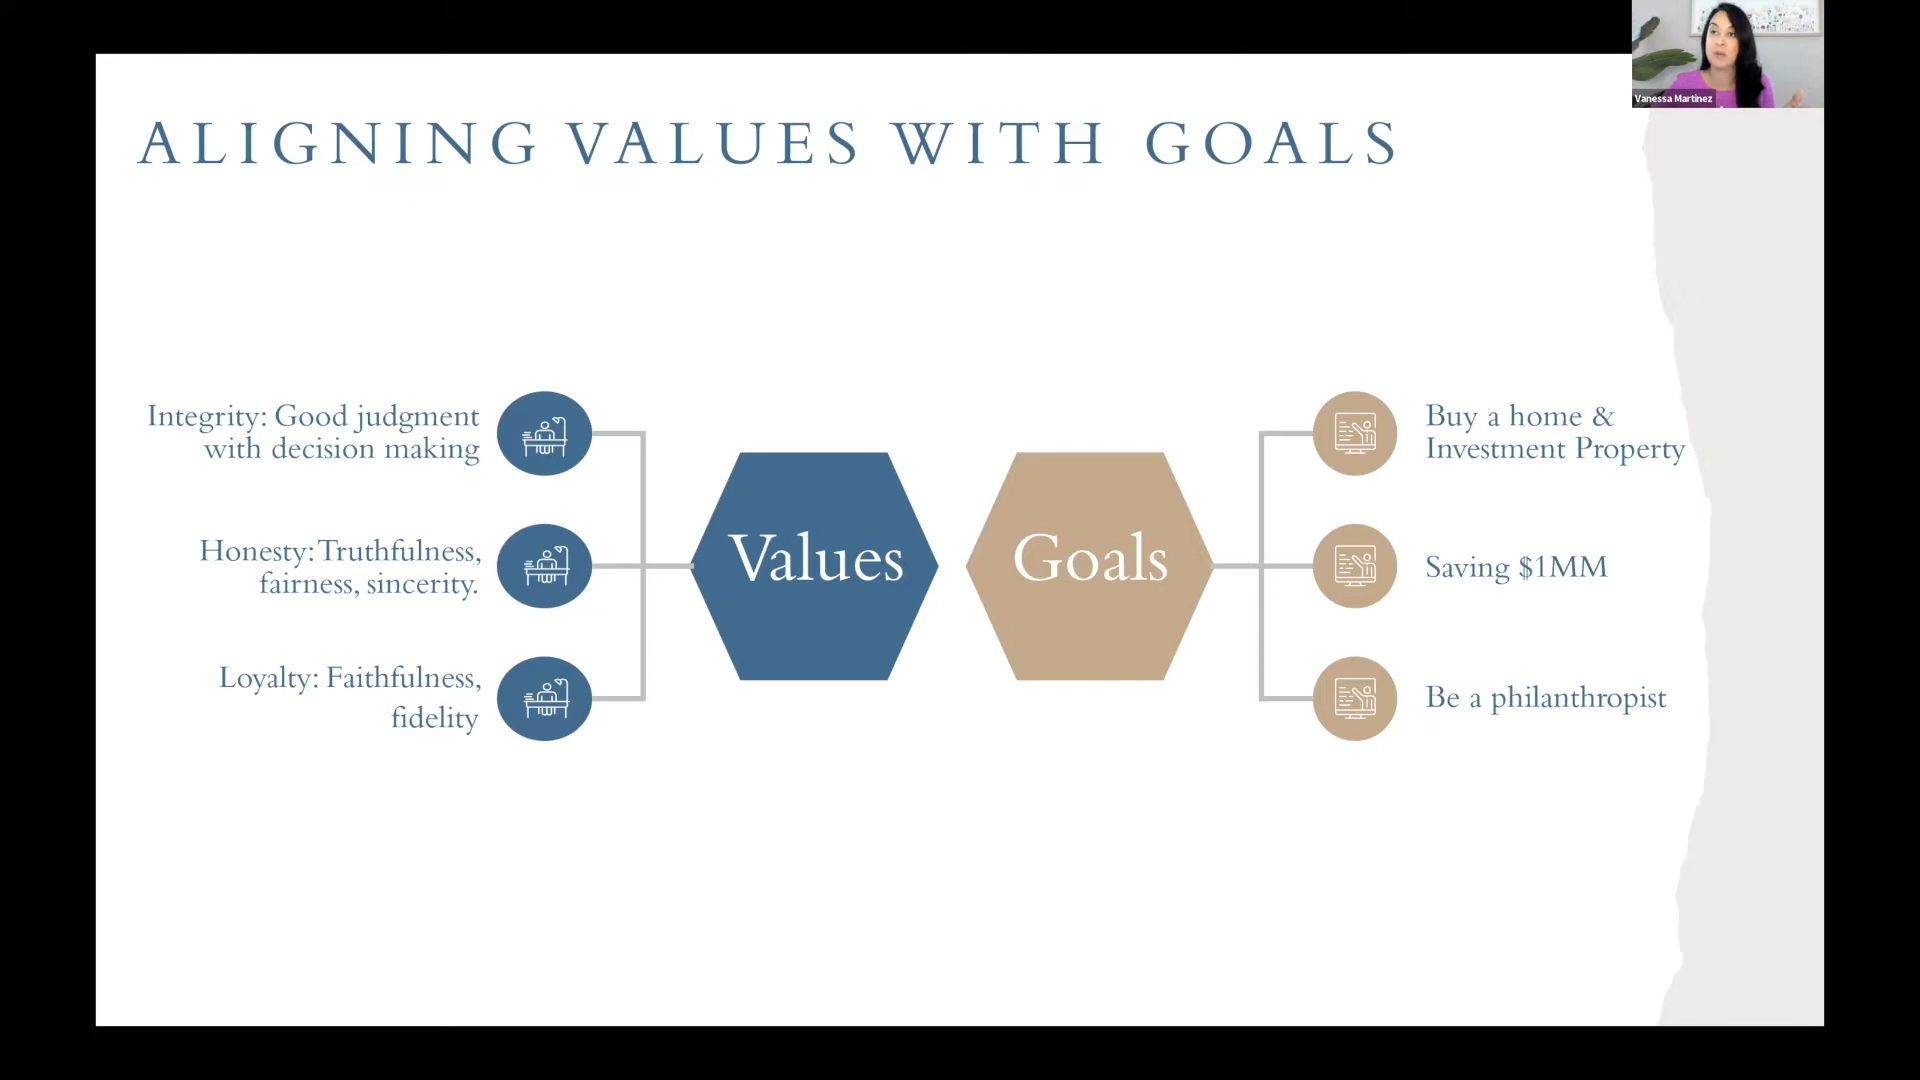 Vanessa Martinez
ALIGNING VALUES WITH GOALS
Integrity: Good judgment
with decision making
Honesty: Truthfulness,
fairness, sincerity.
Loyalty: Faithfulness,
fidelity
Values
Goals
Buy a home &
Investment Property
Saving $1MM
Be a philanthropist